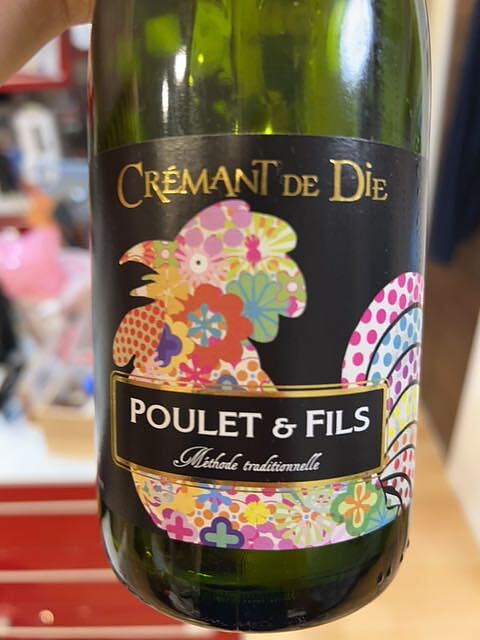 CRÉMANT DE DIE
POULET & FILS
Méthode traditionnelle